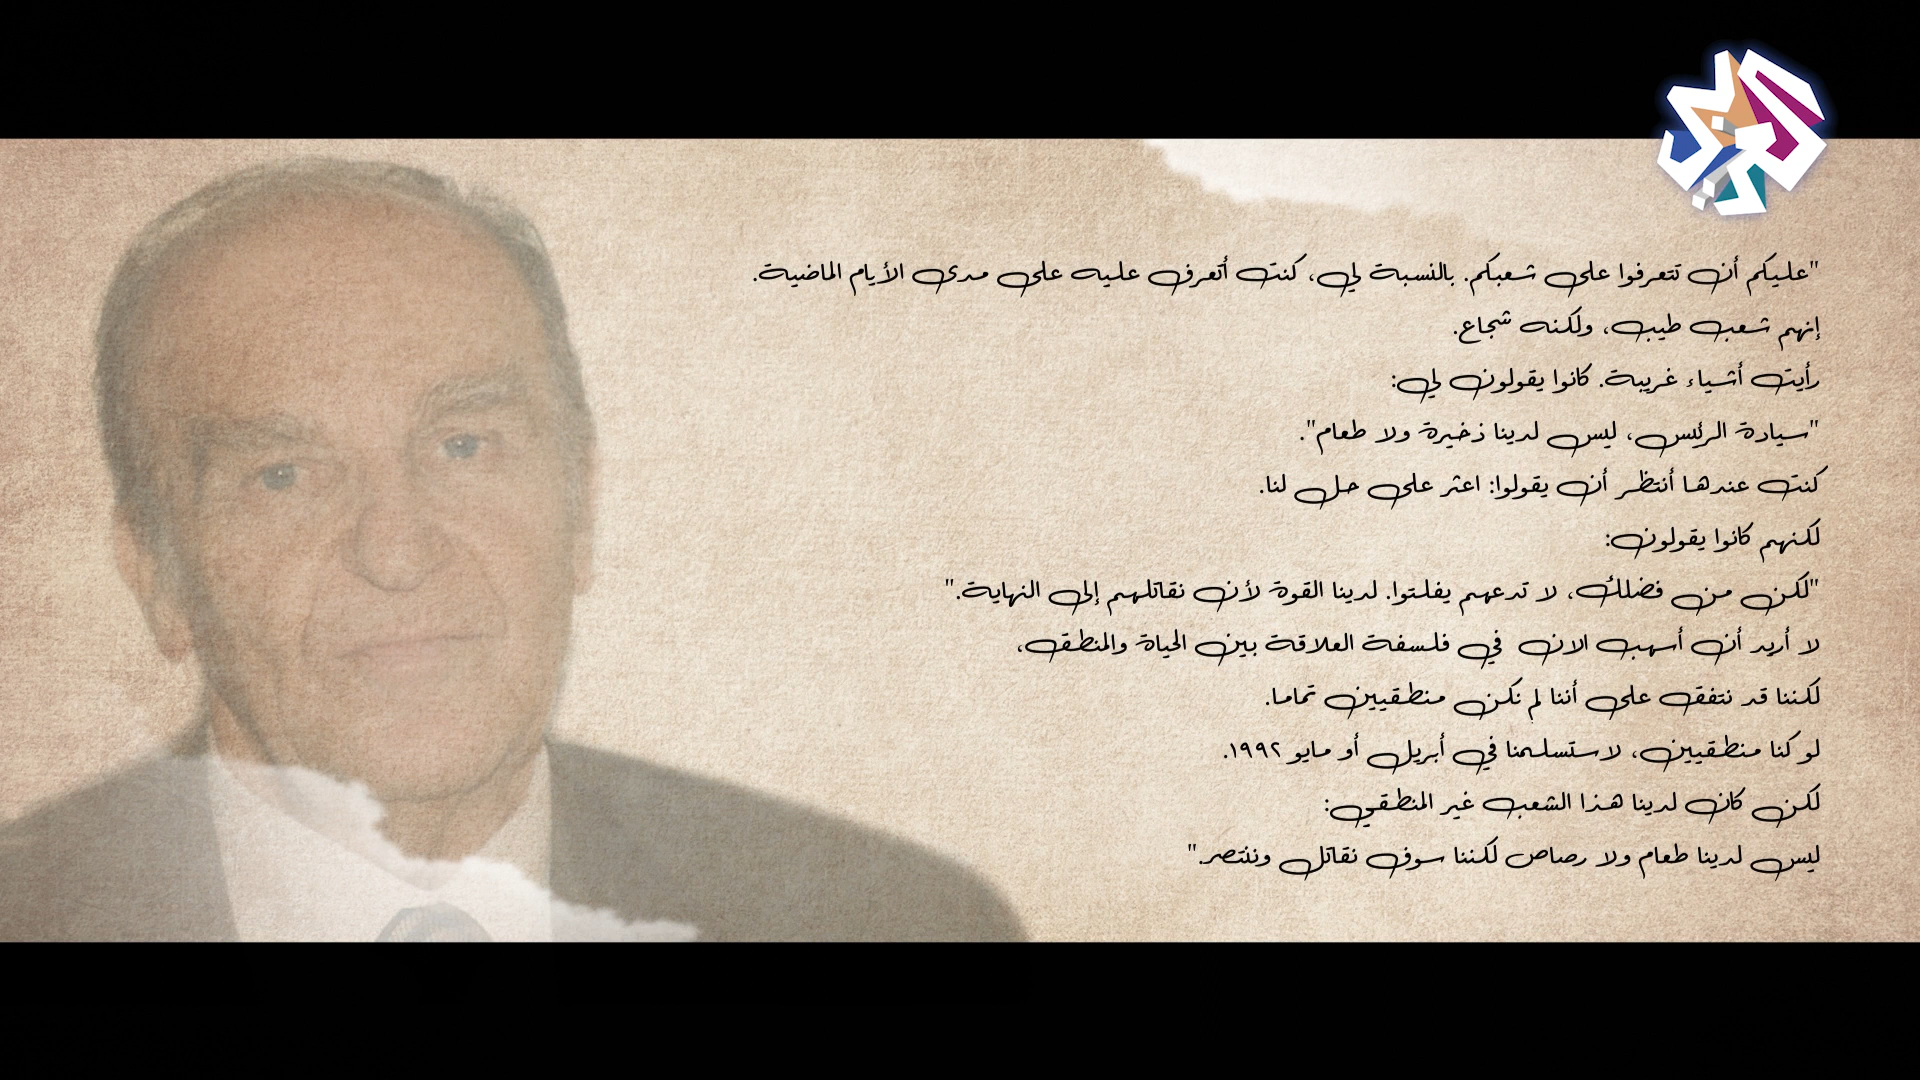 العربي
"عليكم أن تتعرفوا على شعبكم. بالنسبة لي، كنت أتعرف عليه على مدى الأيام الماضية.
إنهم شعب طيب، ولكنه شجاع.
رأيت أشياء غريبة. كانوا يقولون لي:
"سيادة الرئيس، ليس لدينا ذخيرة ولا طعام".
كنت عندها أنتظر أن يقولوا: اعثر على حل لنا.
لكنهم كانوا يقولون:
"لكن من فضلك، لا تدعهم يفلتوا. لدينا القوة لأن نقاتلهم إلى النهاية."
لا أريد أن أسهب الان في فلسفة العلاقة بين الحياة والمنطق،
لكننا قد نتفق على أننا لم نكن منطقيين تماما.
لو كنا منطقيين، لاستسلمنا في أبريل أو مايو ١٩٩٢.
لكن كان لدينا هذا الشعب غير المنطقي:
ليس لدينا طعام ولا رصاص لكننا سوف نقاتل وننتصر."